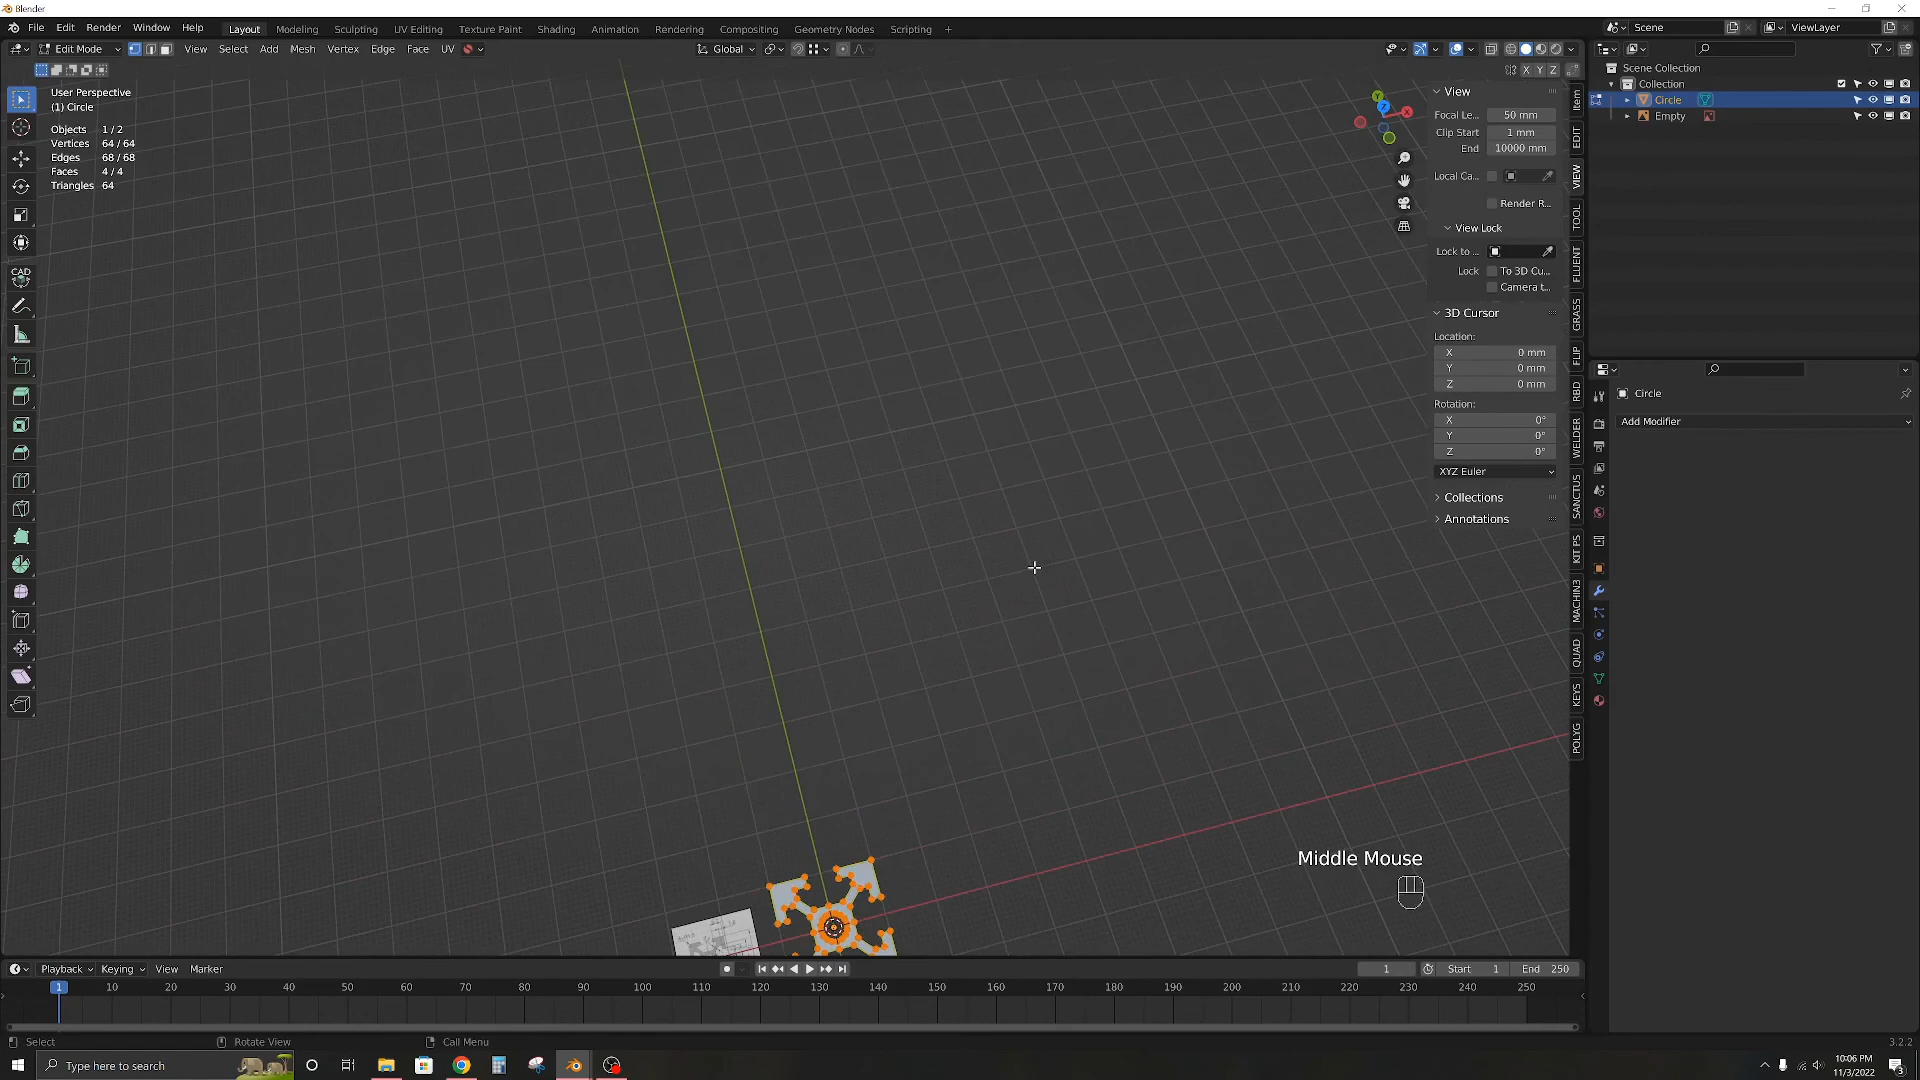 Blender
File Edit Render Window Help
Layout Modeling Sculpting UV Editing Texture Paint Shading Animation Rendering Compositing Geometry Nodes Scripting +
Scene ViewLayer
Edit Mode View Select Add Mesh Vertex Edge Face UV Global
X Y Z
User Perspective
(1) Circle
Objects 1 / 2
Vertices 64 / 64
Edges 68 / 68
Faces 4 / 4
Triangles 64
CAD
Y Z X
View
Focal Le... 50 mm
Clip Start 1 mm
End 10000 mm
Local Ca...
Render R...
View Lock
Lock to ...
Lock To 3D Cu...
Camera t...
3D Cursor
Location:
X 0 mm
Y 0 mm
Z 0 mm
Rotation:
X 0°
Y 0°
Z 0°
XYZ Euler
Collections
Annotations
Item
EDIT
VIEW
TOOL
FLUENT
GRASS
FLIP
RBD
WELDER
SANCTUS
KIT PS
MACHIN3
QUAD
KEYS
POLYG
Scene Collection
Collection
Circle
Empty
Circle
Add Modifier
Middle Mouse
Playback Keying View Marker
1 Start 1 End 250
1 10 20 30 40 50 60 70 80 90 100 110 120 130 140 150 160 170 180 190 200 210 220 230 240 250
Select Rotate View Call Menu
3.2.2
Type here to search
10:06 PM
11/3/2022
3